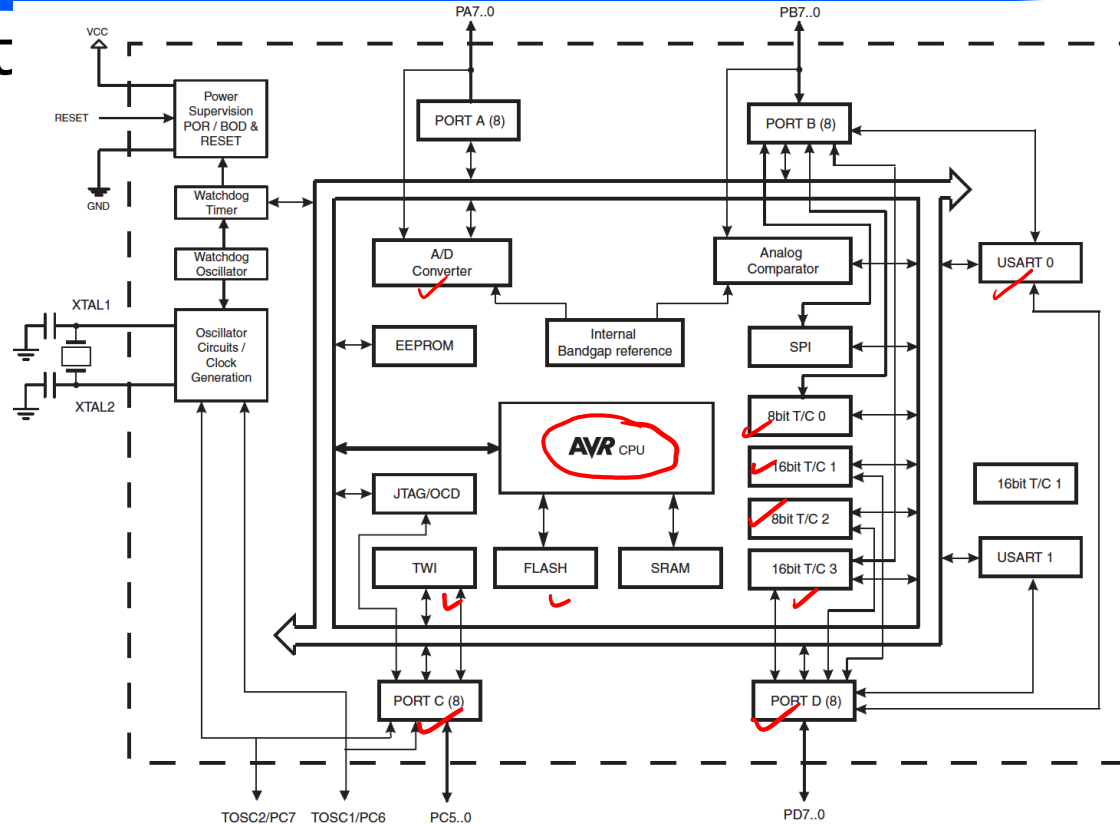 PA7..0
PB7..0
VCC
RESET
GND
Power
Supervision
POR / BOD &
RESET
PORT A (8)
PORT B (8)
Watchdog
Timer
Watchdog
Oscillator
A/D
Converter
Analog
Comparator
USART 0
XTAL1
XTAL2
Oscillator
Circuits /
Clock
Generation
EEPROM
Internal
Bandgap reference
SPI
8bit T/C 0
AVR CPU
16bit T/C 1
JTAG/OCD
16bit T/C 1
8bit T/C 2
USART 1
TWI
FLASH
SRAM
16bit T/C 3
PORT C (8)
PORT D (8)
TOSC2/PC7
TOSC1/PC6
PC5..0
PD7..0